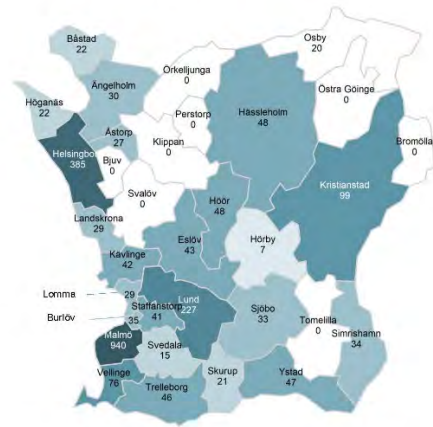 Båstad
22
Osby
20
Örkelljunga
0
Ängelholm
30
Östra Göinge
0
Höganäs
22
Perstorp
0
Hässleholm
48
Åstorp
27
Klippan
0
Bromölla
0
Helsingborg
385
Bjuv
0
Kristianstad
99
Svalöv
0
Höör
48
Landskrona
29
Eslöv
43
Hörby
7
Kävlinge
42
Lomma
29
Staffanstorp
41
Lund
227
Burlöv
35
Sjöbo
33
Tomelilla
0
Simrishamn
34
Malmö
940
Svedala
15
Vellinge
76
Skurup
21
Ystad
47
Trelleborg
46